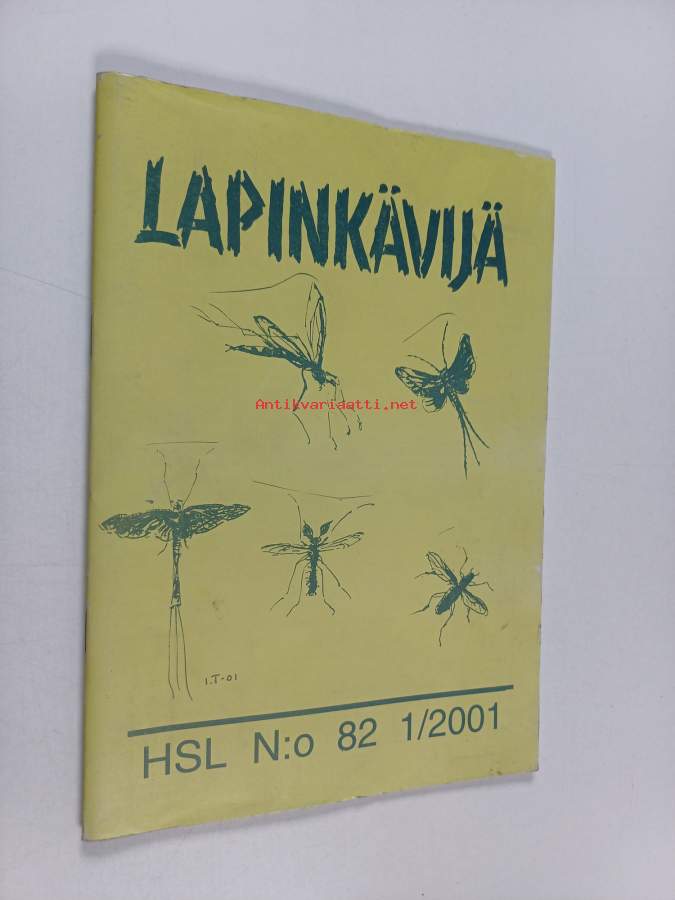 LAPINKÄVIJÄ
Antikvariaatti.net
I.T-01
HSL N:o 82 1/2001